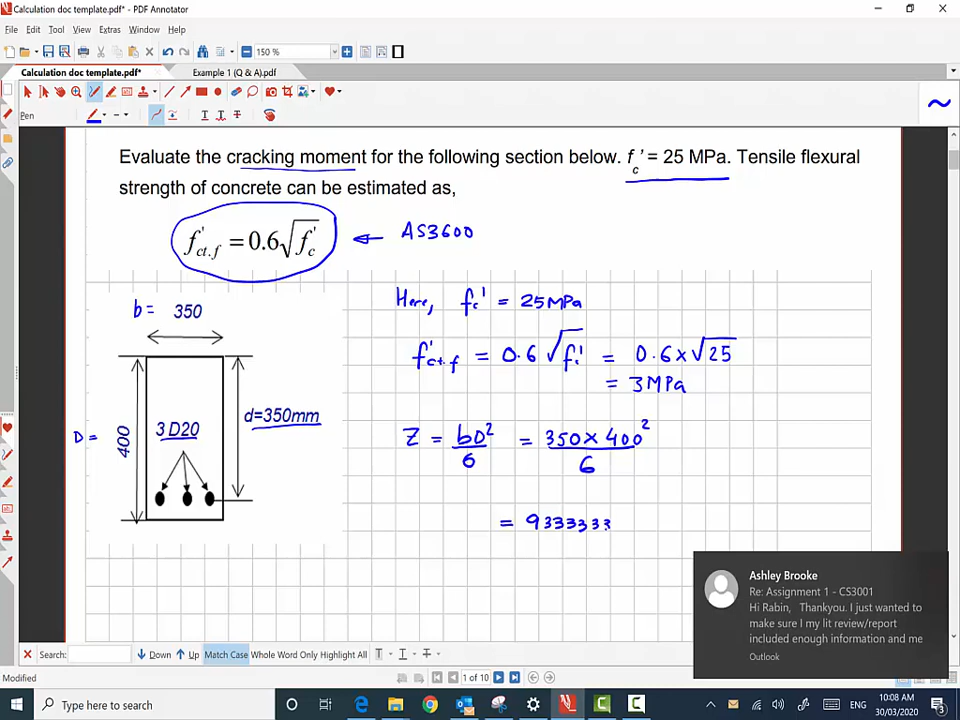 Calculation doc template.pdf* - PDF Annotator
File Edit Tool View Extras Window Help
150 %
Calculation doc template.pdf* Example 1 (Q & A).pdf
Pen
Evaluate the cracking moment for the following section below. fc' = 25 MPa. Tensile flexural
strength of concrete can be estimated as,
f'ct.f = 0.6√f'c ← AS3600
b = 350
Here, fc' = 25MPa
f'ct.f = 0.6√fc' = 0.6×√25
= 3MPa
d=350mm
3 D20
D = 400
Z = bD²/6 = 350×400²/6
= 9333333
Ashley Brooke
Re: Assignment 1 - CS3001
Hi Rabin, Thankyou. I just wanted to
make sure I my lit review/report
included enough information and me
Outlook
Search: Down Up Match Case Whole Word Only Highlight All
Modified
1 of 10
Type here to search
ENG
10:08 AM
30/03/2020
3